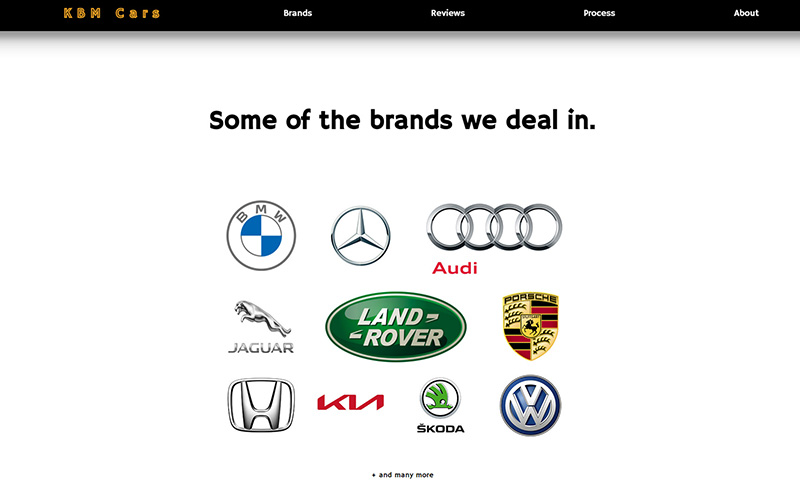 KBM Cars
Brands
Reviews
Process
About
Some of the brands we deal in.
BMW
Audi
JAGUAR
LAND-
-ROVER
PORSCHE
KIA
ŠKODA
+ and many more